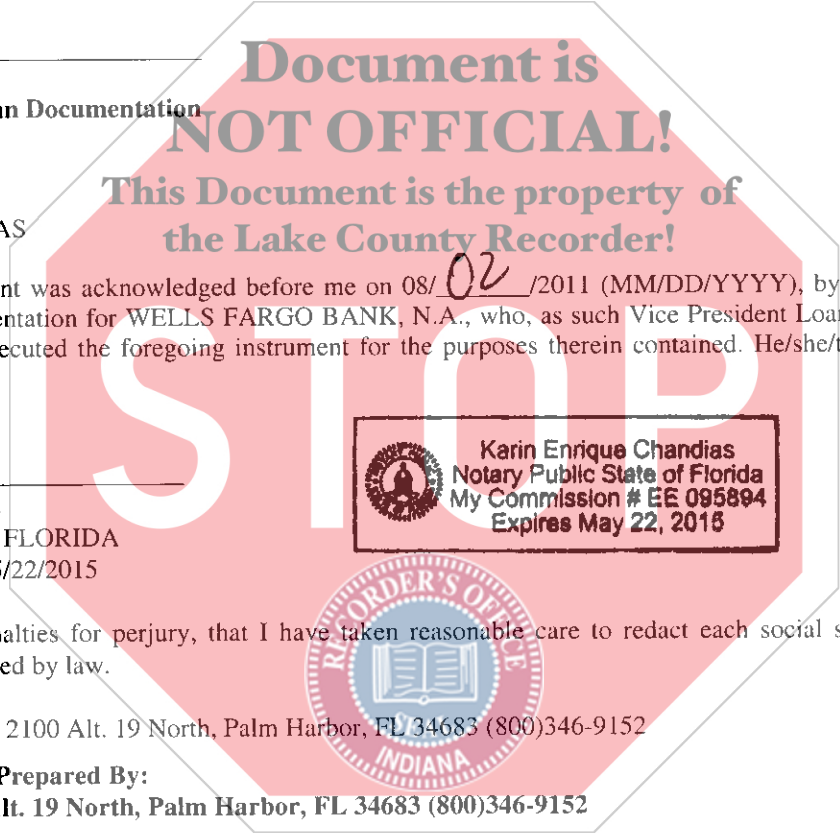 Document is
an Documentation
NOT OFFICIAL!
This Document is the property of
AS
the Lake County Recorder!
nt was acknowledged before me on 08/02/2011 (MM/DD/YYYY), by
entation for WELLS FARGO BANK, N.A., who, as such Vice President Loan
ecuted the foregoing instrument for the purposes therein contained. He/she/t
STOP
Karin Enrique Chandias
Notary Public State of Florida
My Commission # EE 095894
Expires May 22, 2015
FLORIDA
5/22/2015
RECORDER'S OFFICE
alties for perjury, that I have taken reasonable care to redact each social s
ed by law.
2100 Alt. 19 North, Palm Harbor, FL 34683 (800)346-9152
INDIANA
Prepared By:
lt. 19 North, Palm Harbor, FL 34683 (800)346-9152